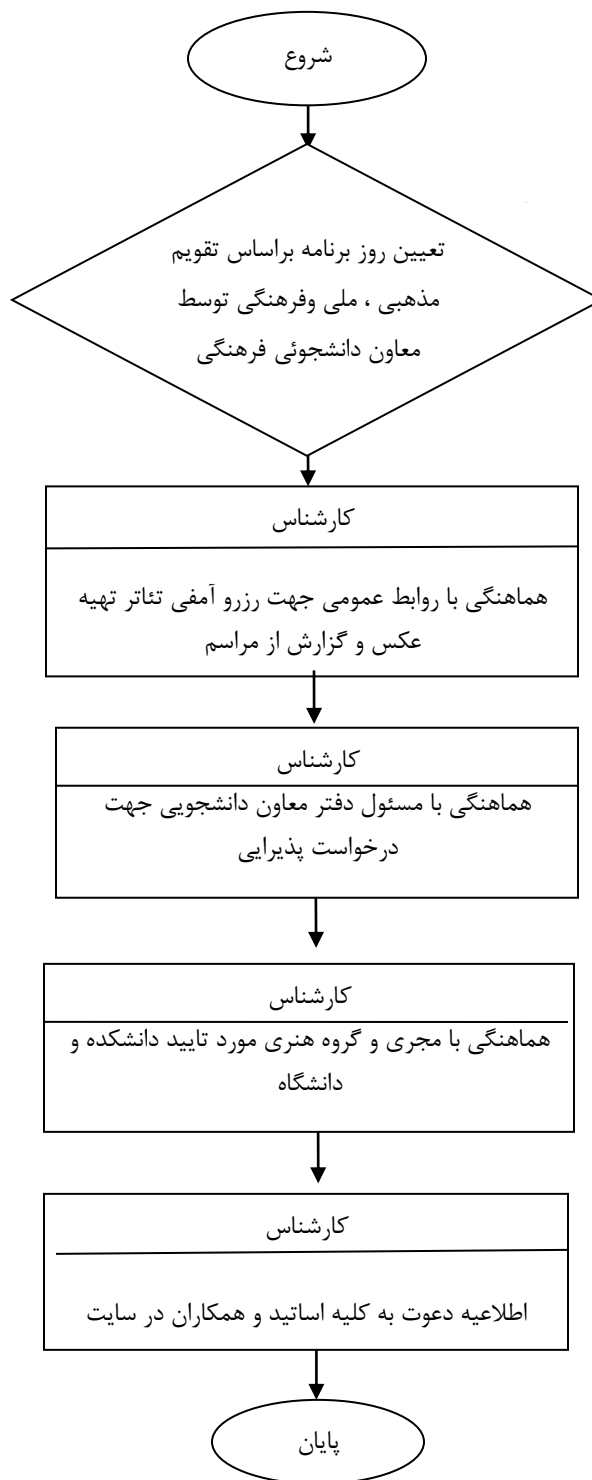 شروع
تعیین روز برنامه براساس تقویم
مذهبی ، ملی وفرهنگی توسط
معاون دانشجوئی فرهنگی
کارشناس
هماهنگی با روابط عمومی جهت رزرو آمفی تئاتر تهیه
عکس و گزارش از مراسم
کارشناس
هماهنگی با مسئول دفتر معاون دانشجویی جهت
درخواست پذیرایی
کارشناس
هماهنگی با مجری و گروه هنری مورد تایید دانشکده و
دانشگاه
کارشناس
اطلاعیه دعوت به کلیه اساتید و همکاران در سایت
پایان